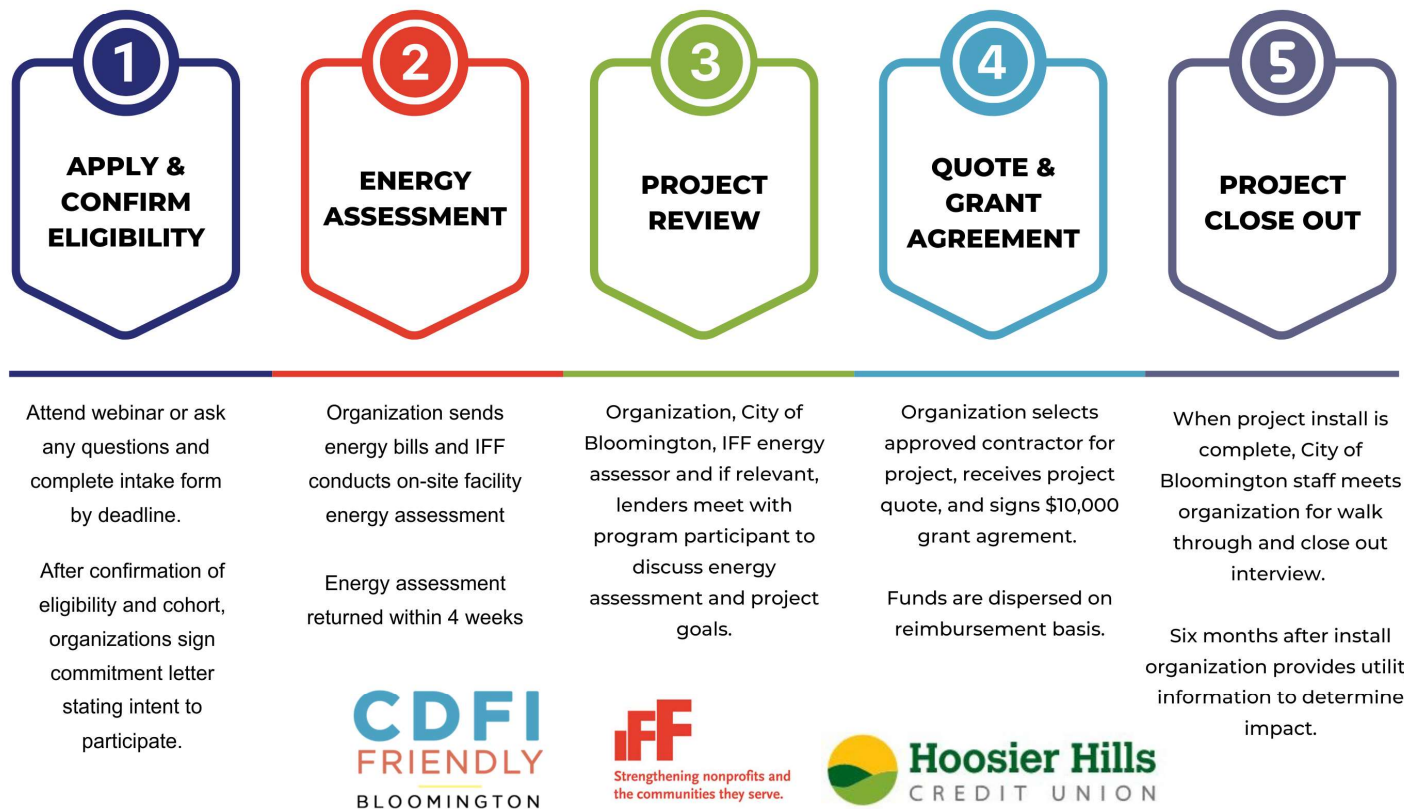 1
APPLY &
CONFIRM
ELIGIBILITY
Attend webinar or ask
any questions and
complete intake form
by deadline.
After confirmation of
eligibility and cohort,
organizations sign
commitment letter
stating intent to
participate.
2
ENERGY
ASSESSMENT
Organization sends
energy bills and IFF
conducts on-site facility
energy assessment
Energy assessment
returned within 4 weeks
3
PROJECT
REVIEW
Organization, City of
Bloomington, IFF energy
assessor and if relevant,
lenders meet with
program participant to
discuss energy
assessment and project
goals.
4
QUOTE &
GRANT
AGREEMENT
Organization selects
approved contractor for
project, receives project
quote, and signs $10,000
grant agrement.
Funds are dispersed on
reimbursement basis.
5
PROJECT
CLOSE OUT
When project install is
complete, City of
Bloomington staff meets
organization for walk
through and close out
interview.
Six months after install
organization provides utilit
information to determine
impact.
CDFI
FRIENDLY
BLOOMINGTON
IFF
Strengthening nonprofits and
the communities they serve.
Hoosier Hills
CREDIT UNION